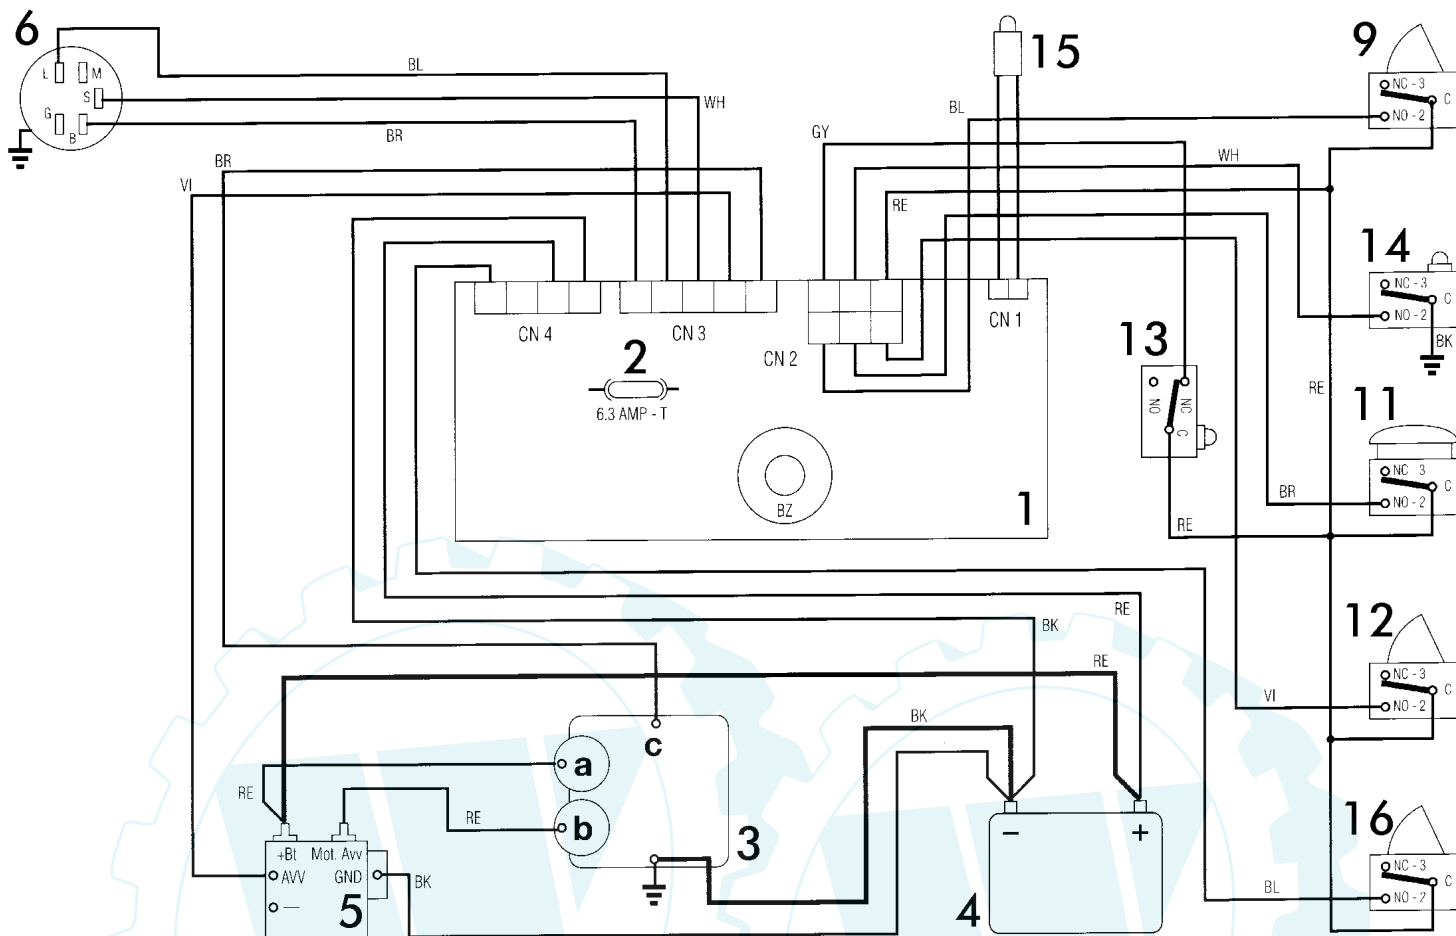 6
L
M
S
G
B
BL
WH
BR
BR
VI
15
9
BL
GY
WH
RE
NC - 3
C
NO - 2
14
NC - 3
C
NO - 2
BK
CN 4
CN 3
CN 2
CN 1
2
6.3 AMP - T
BZ
1
13
NO
NC
C
RE
RE
11
NC 3
C
NO - 2
BR
BK
RE
RE
BK
12
NC - 3
C
NO - 2
VI
a
b
c
3
RE
RE
+Bt
Mot. Avv
AVV
GND
—
5
BK
4
–
+
16
NC - 3
C
NO - 2
BL